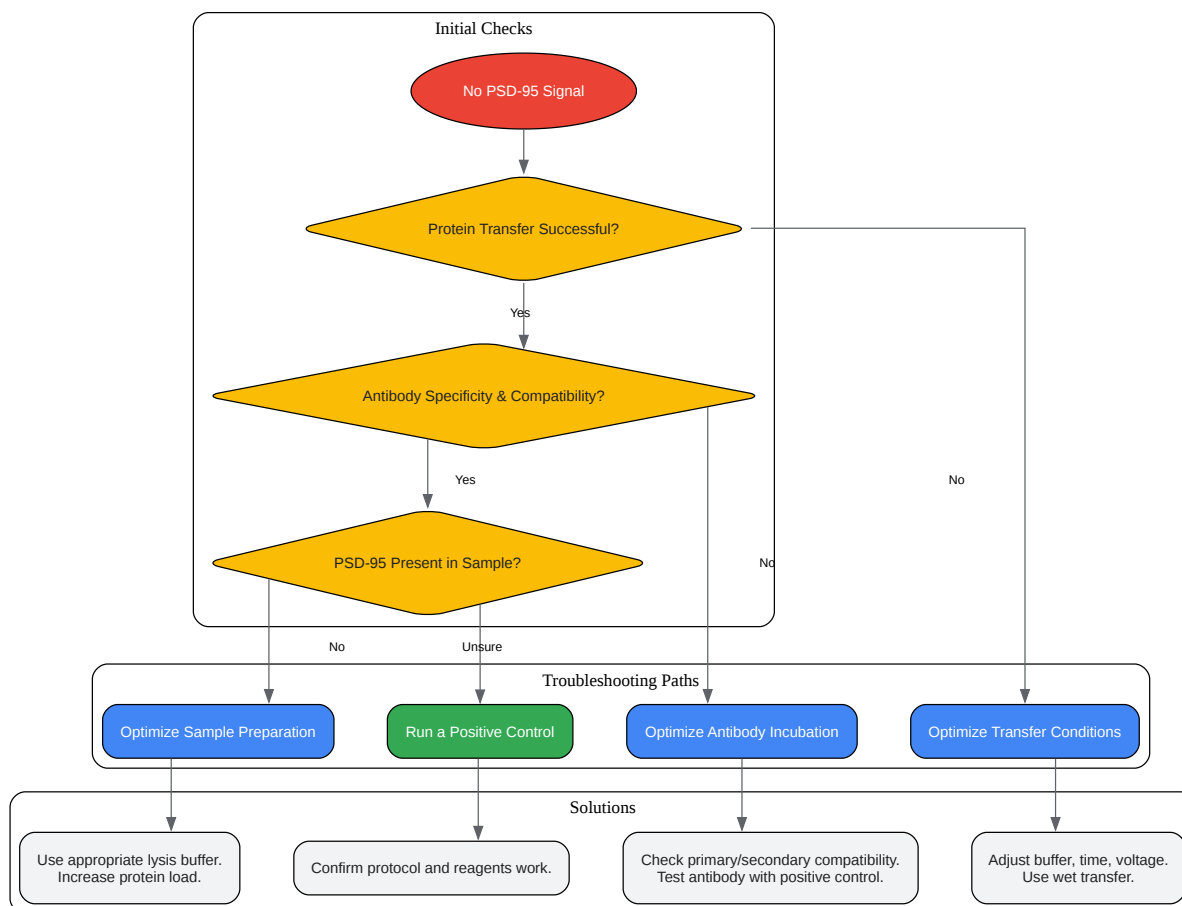 Initial Checks
No PSD-95 Signal
Protein Transfer Successful?
Yes
Antibody Specificity & Compatibility?
Yes
No
PSD-95 Present in Sample?
No
No
Unsure
Troubleshooting Paths
Optimize Sample Preparation
Run a Positive Control
Optimize Antibody Incubation
Optimize Transfer Conditions
Solutions
Use appropriate lysis buffer.
Increase protein load.
Confirm protocol and reagents work.
Check primary/secondary compatibility.
Test antibody with positive control.
Adjust buffer, time, voltage.
Use wet transfer.